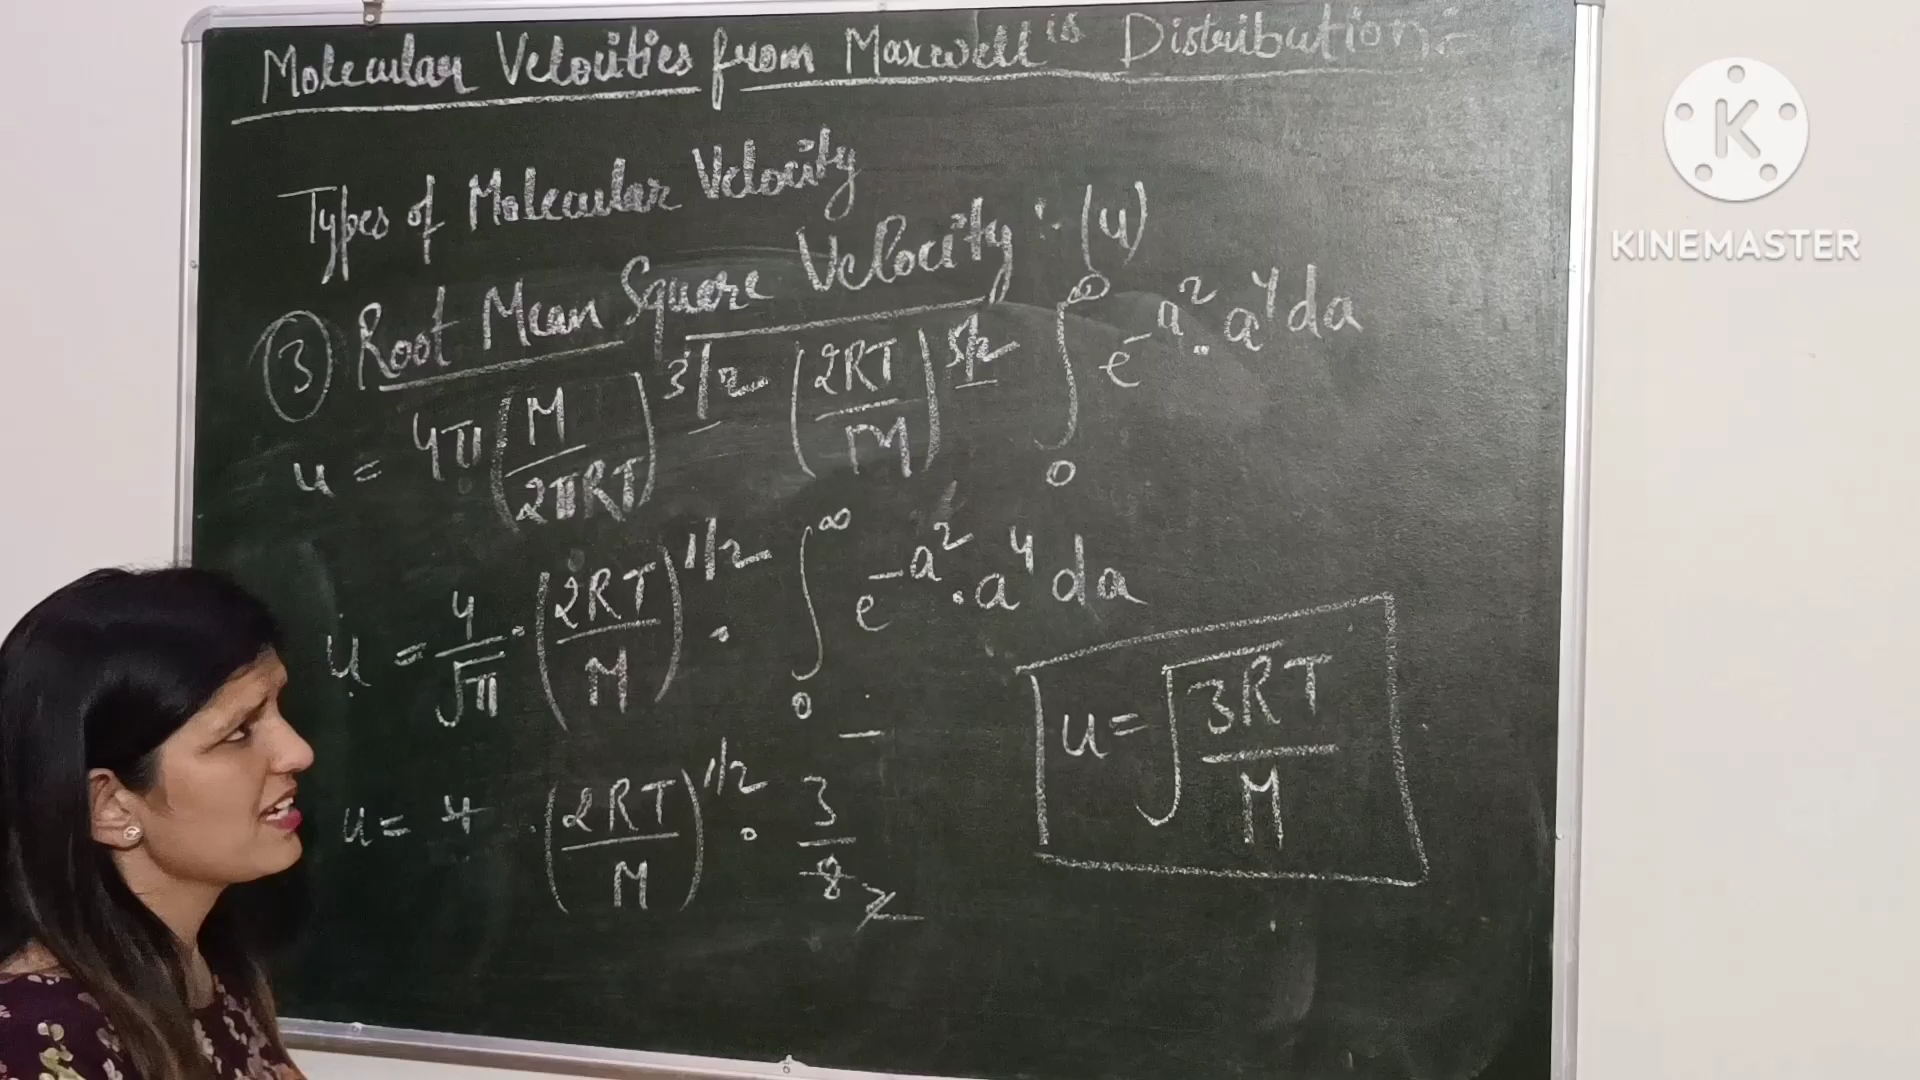 Molecular Velocities from Maxwell's Distribution:-
Types of Molecular Velocity
③ Root Mean Square Velocity :- (u)
u = 4π (M/2πRT)^3/2 (2RT/M)^5/2 ∫₀^∞ e^-a² . a⁴ da
u = 4/√π . (2RT/M)^1/2 . ∫₀^∞ e^-a² . a⁴ da
u = 4 . (2RT/M)^1/2 . 3/8
u = √3RT/M
K
KINEMASTER